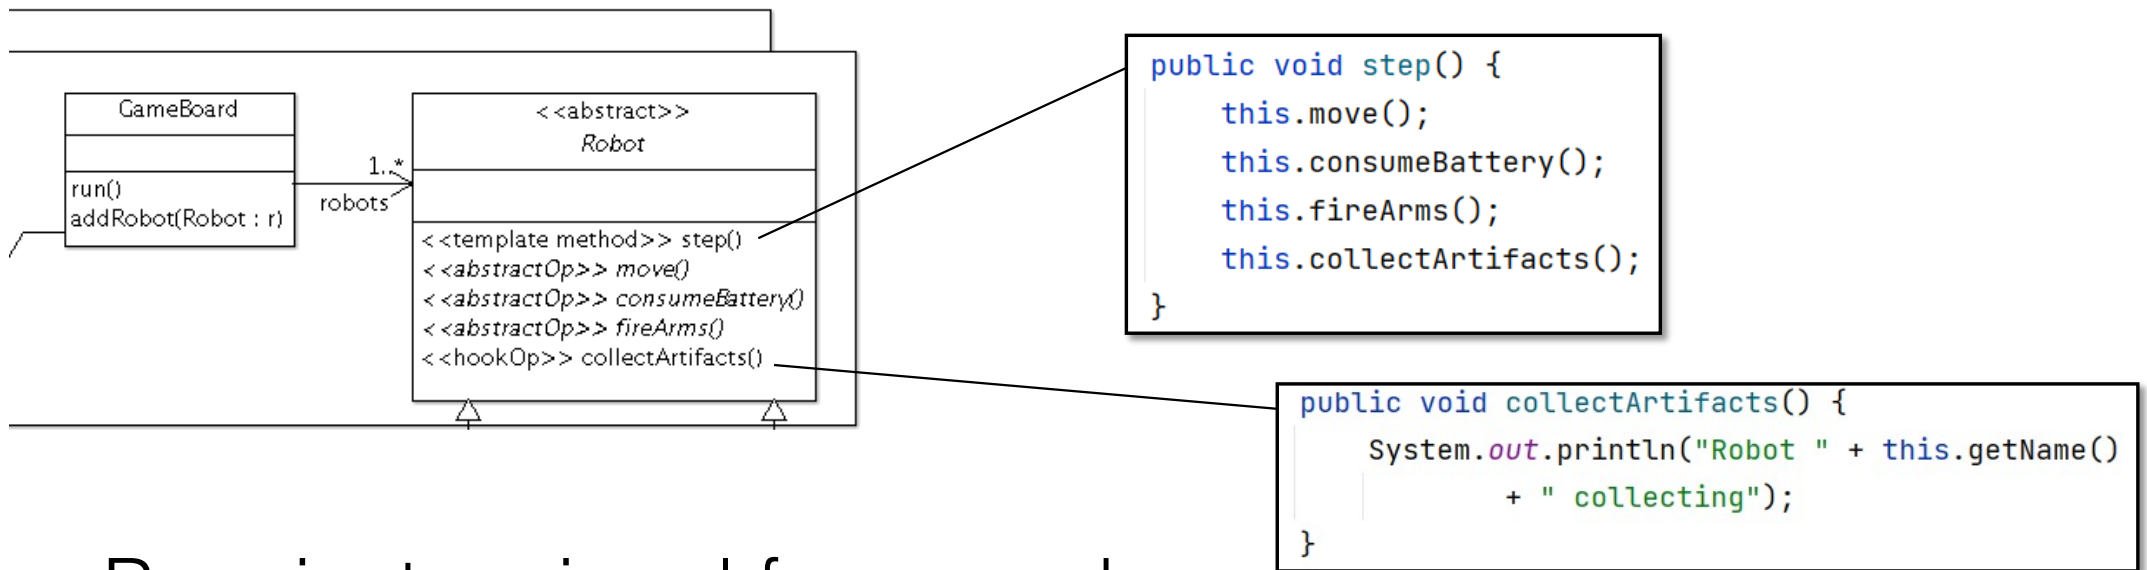 GameBoard
run()
addRobot(Robot : r)
1..*
robots
<<abstract>>
Robot
<<template method>> step()
<<abstractOp>> move()
<<abstractOp>> consumeBattery()
<<abstractOp>> fireArms()
<<hookOp>> collectArtifacts()
public void step() {
this.move();
this.consumeBattery();
this.fireArms();
this.collectArtifacts();
}
public void collectArtifacts() {
System.out.println("Robot " + this.getName()
+ " collecting");
}